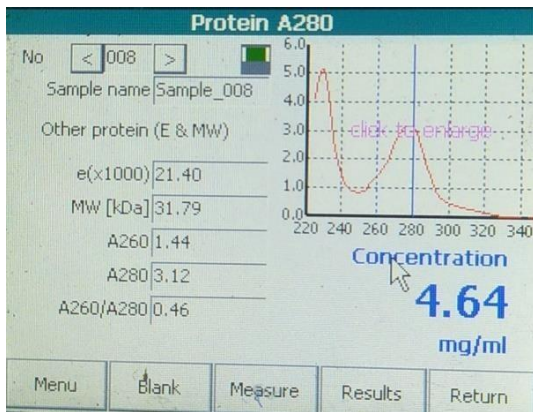 Protein A280
No < 008 >
Sample name Sample_008
Other protein (E & MW)
e(x1000) 21.40
MW [kDa] 31.79
A260 1.44
A280 3.12
A260/A280 0.46
6.0
5.0
4.0
3.0
2.0
1.0
0.0
click to enlarge
220 240 260 280 300 320 340
Concentration
4.64
mg/ml
Menu Blank Measure Results Return